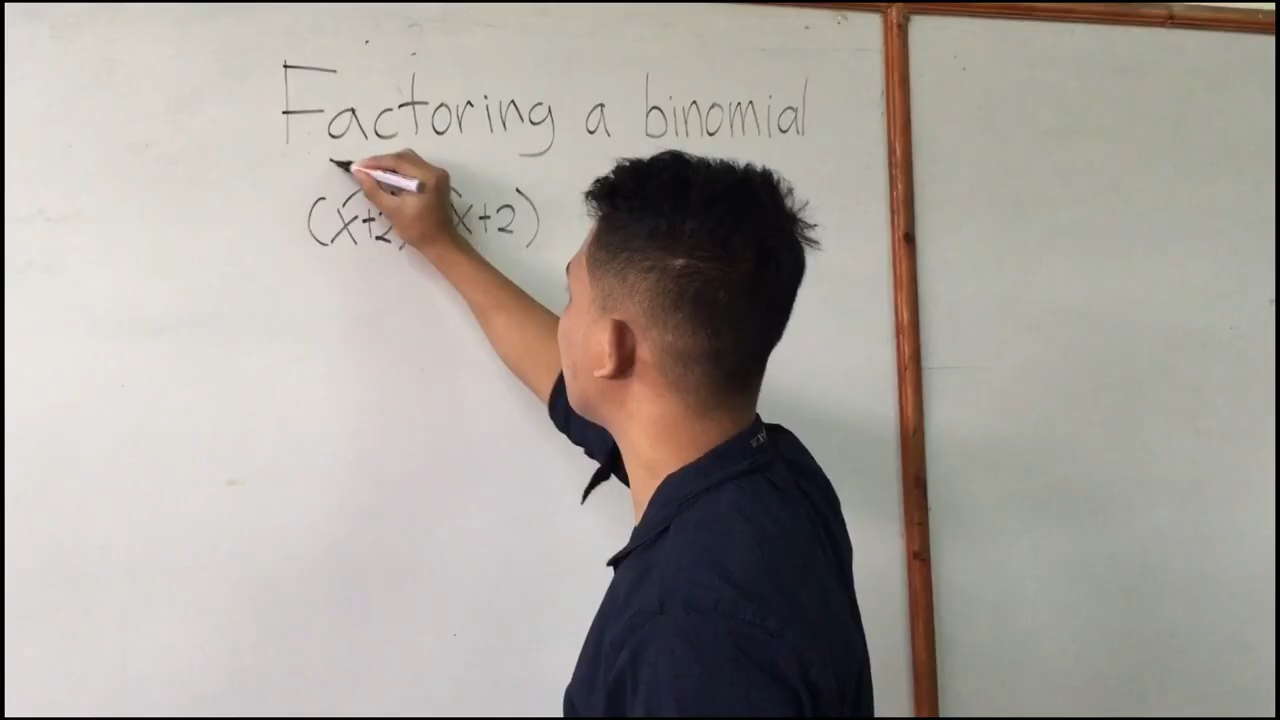 Factoring a binomial
(x+2) (x+2)